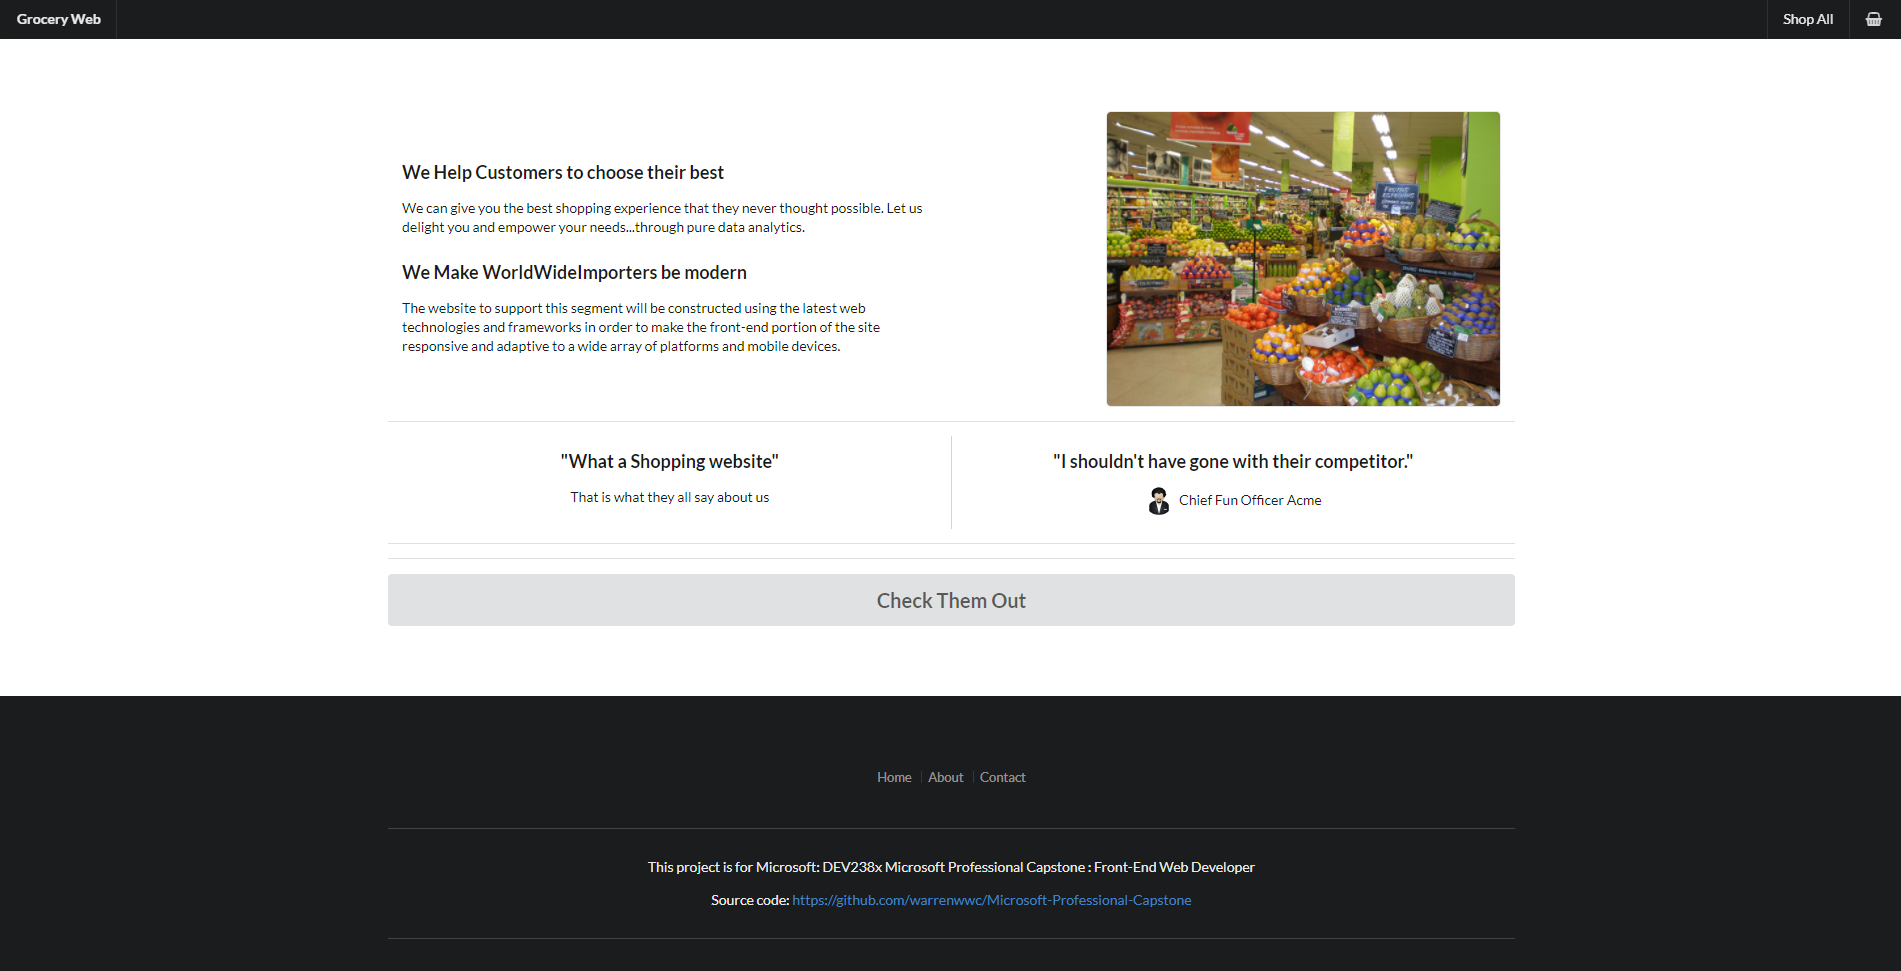 Grocery Web
Shop All
We Help Customers to choose their best
We can give you the best shopping experience that they never thought possible. Let us
delight you and empower your needs...through pure data analytics.
We Make WorldWideImporters be modern
The website to support this segment will be constructed using the latest web
technologies and frameworks in order to make the front-end portion of the site
responsive and adaptive to a wide array of platforms and mobile devices.
"What a Shopping website"
That is what they all say about us
"I shouldn't have gone with their competitor."
Chief Fun Officer Acme
Check Them Out
Home
About
Contact
This project is for Microsoft: DEV238x Microsoft Professional Capstone : Front-End Web Developer
Source code: https://github.com/warrenwwc/Microsoft-Professional-Capstone